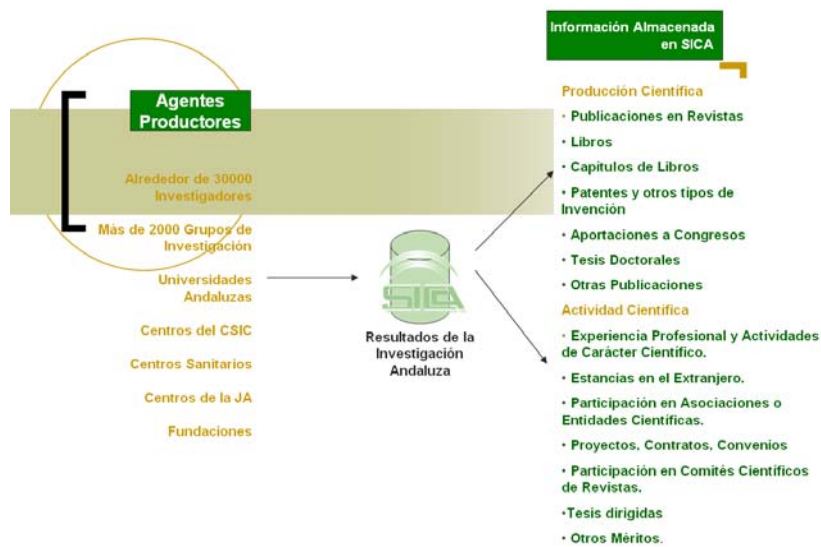 Agentes
Productores
Alrededor de 30000
Investigadores
Más de 2000 Grupos de
Investigación
Universidades
Andaluzas
Centros del CSIC
Centros Sanitarios
Centros de la JA
Fundaciones
SICA
Resultados de la
Investigación
Andaluza
Información Almacenada
en SICA
Producción Científica
• Publicaciones en Revistas
• Libros
• Capítulos de Libros
• Patentes y otros tipos de
Invención
• Aportaciones a Congresos
• Tesis Doctorales
• Otras Publicaciones
Actividad Científica
• Experiencia Profesional y Actividades
de Carácter Científico.
• Estancias en el Extranjero.
• Participación en Asociaciones o
Entidades Científicas.
• Proyectos, Contratos, Convenios
• Participación en Comités Científicos
de Revistas.
•Tesis dirigidas
• Otros Méritos.